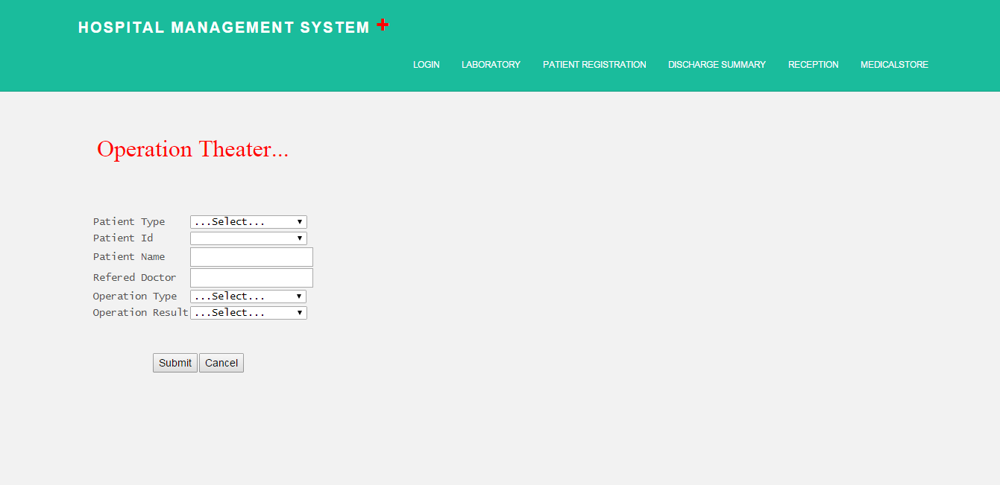 HOSPITAL MANAGEMENT SYSTEM +
LOGIN LABORATORY PATIENT REGISTRATION DISCHARGE SUMMARY RECEPTION MEDICALSTORE
Operation Theater...
Patient Type ...Select...
Patient Id
Patient Name
Refered Doctor
Operation Type ...Select...
Operation Result ...Select...
Submit Cancel